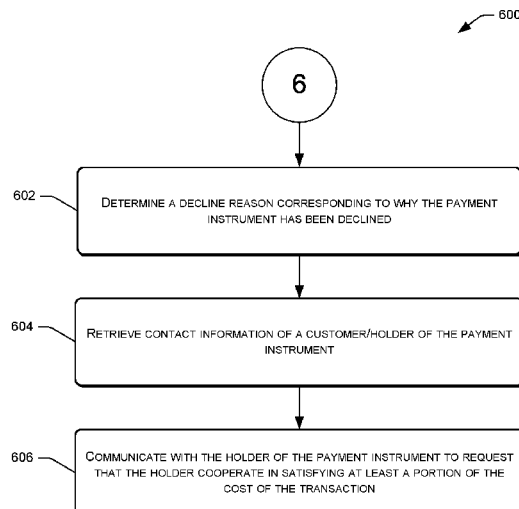 600
6
602
DETERMINE A DECLINE REASON CORRESPONDING TO WHY THE PAYMENT
INSTRUMENT HAS BEEN DECLINED
604
RETRIEVE CONTACT INFORMATION OF A CUSTOMER/HOLDER OF THE PAYMENT
INSTRUMENT
606
COMMUNICATE WITH THE HOLDER OF THE PAYMENT INSTRUMENT TO REQUEST
THAT THE HOLDER COOPERATE IN SATISFYING AT LEAST A PORTION OF THE
COST OF THE TRANSACTION